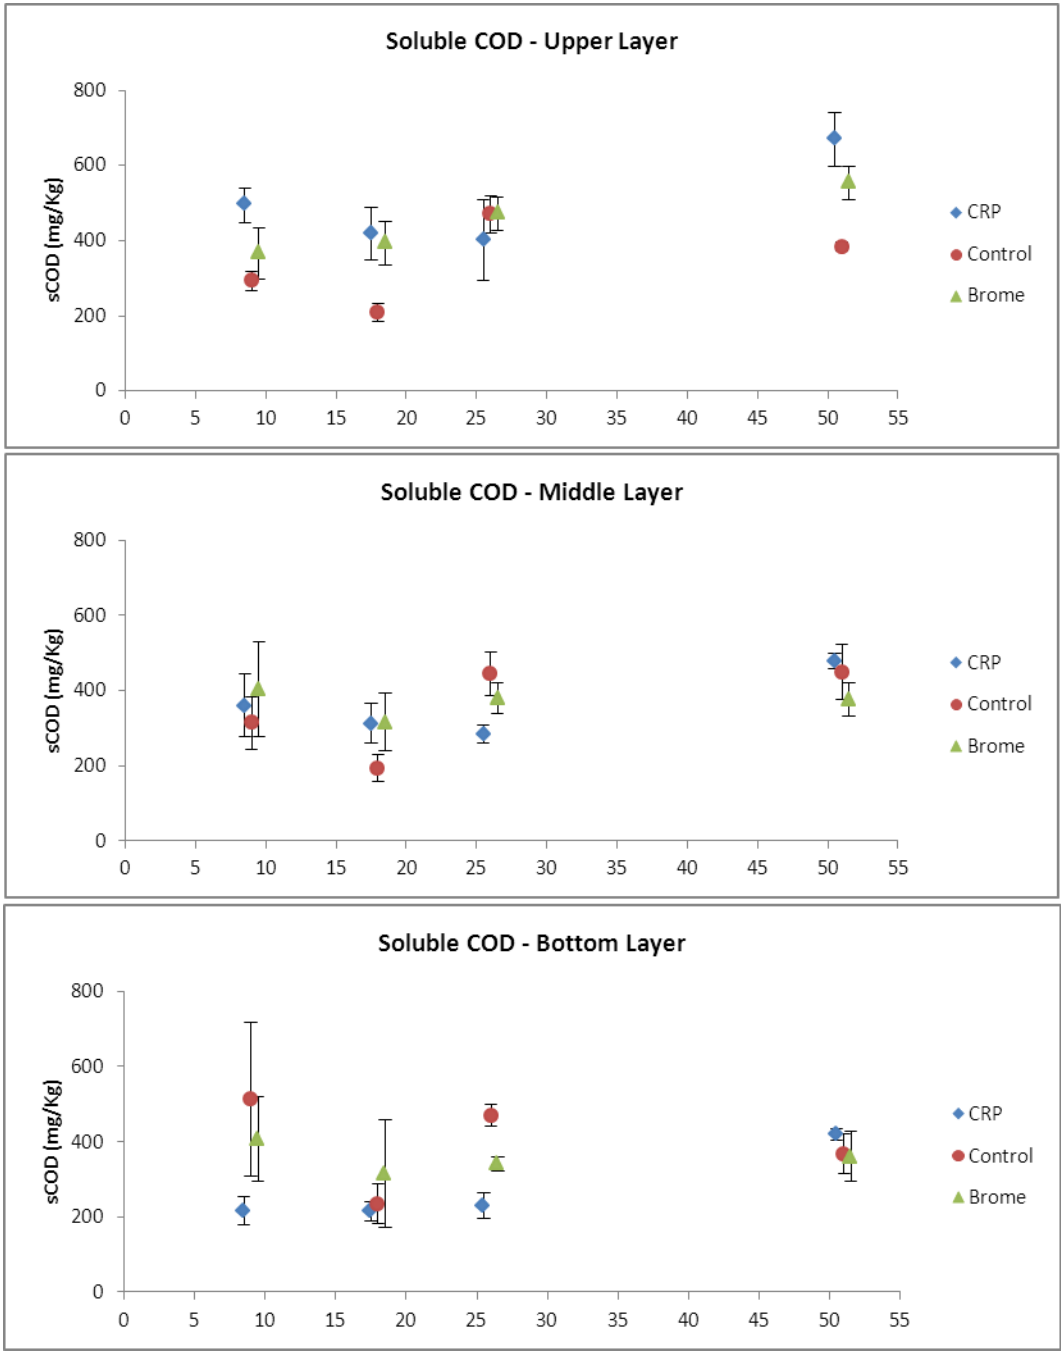 Soluble COD - Upper Layer
800
600
400
200
0
sCOD (mg/Kg)
0 5 10 15 20 25 30 35 40 45 50 55
CRP
Control
Brome
Soluble COD - Middle Layer
800
600
400
200
0
sCOD (mg/Kg)
0 5 10 15 20 25 30 35 40 45 50 55
CRP
Control
Brome
Soluble COD - Bottom Layer
800
600
400
200
0
sCOD (mg/Kg)
0 5 10 15 20 25 30 35 40 45 50 55
CRP
Control
Brome